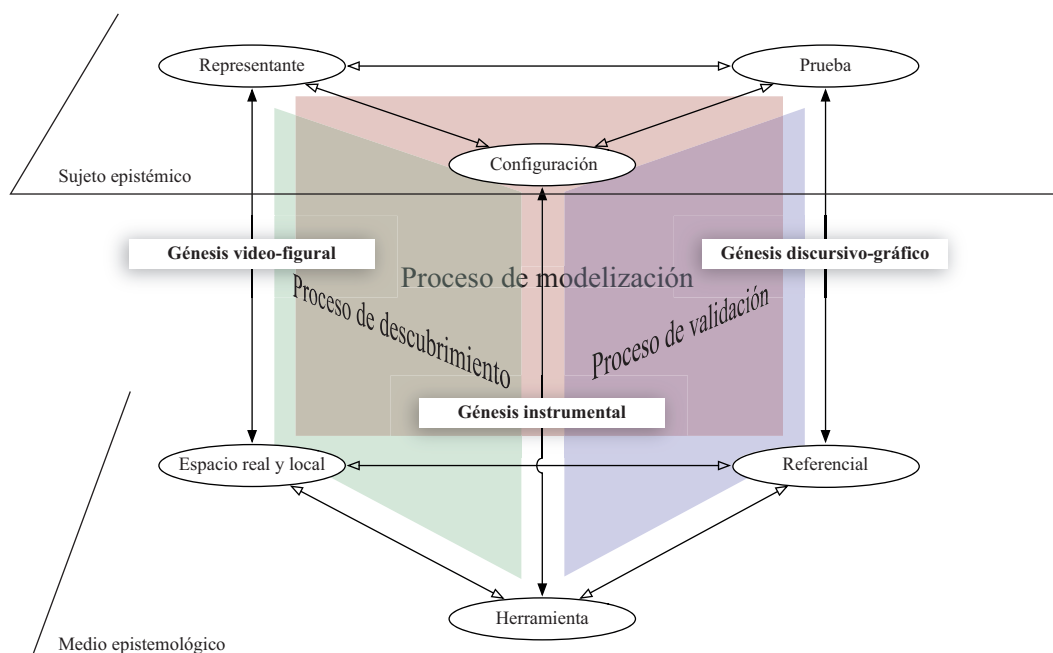 Representante
Prueba
Configuración
Sujeto epistémico
Génesis video-figural
Génesis discursivo-gráfico
Proceso de modelización
Proceso de descubrimiento
Proceso de validación
Génesis instrumental
Espacio real y local
Referencial
Herramienta
Medio epistemológico